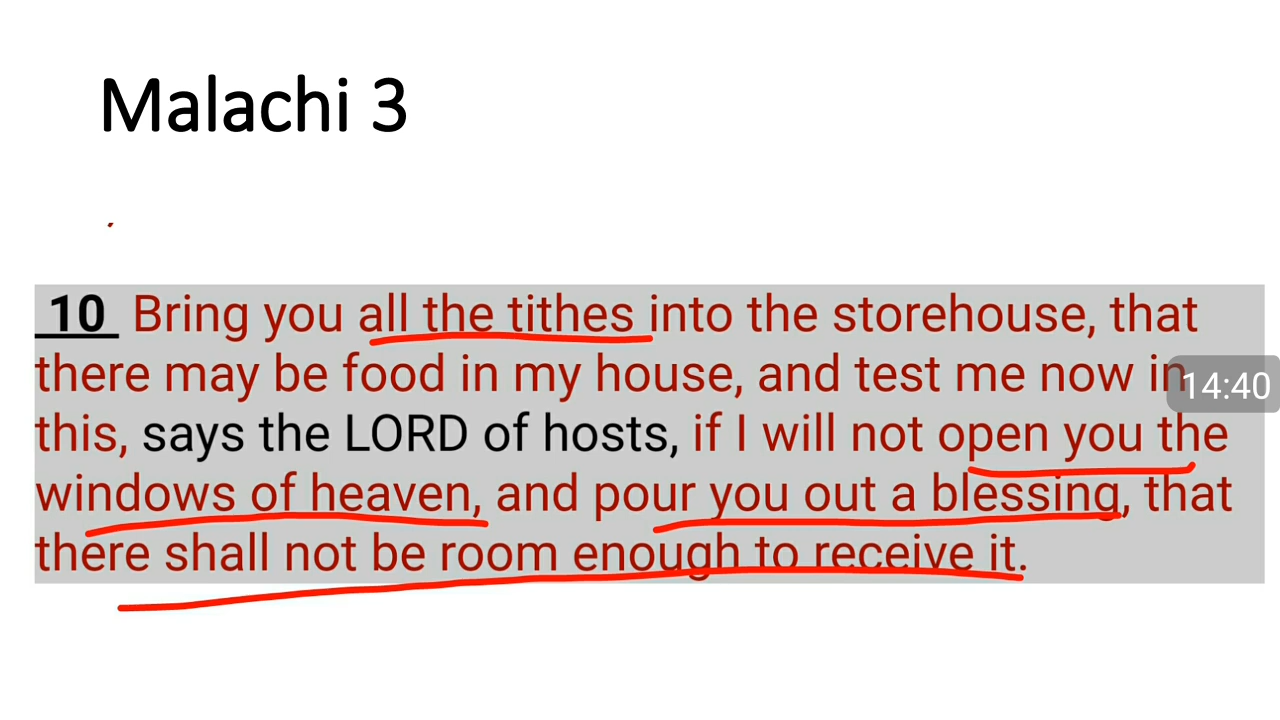 Malachi 3
10 Bring you all the tithes into the storehouse, that
there may be food in my house, and test me now in
14:40
this, says the LORD of hosts, if I will not open you the
windows of heaven, and pour you out a blessing, that
there shall not be room enough to receive it.